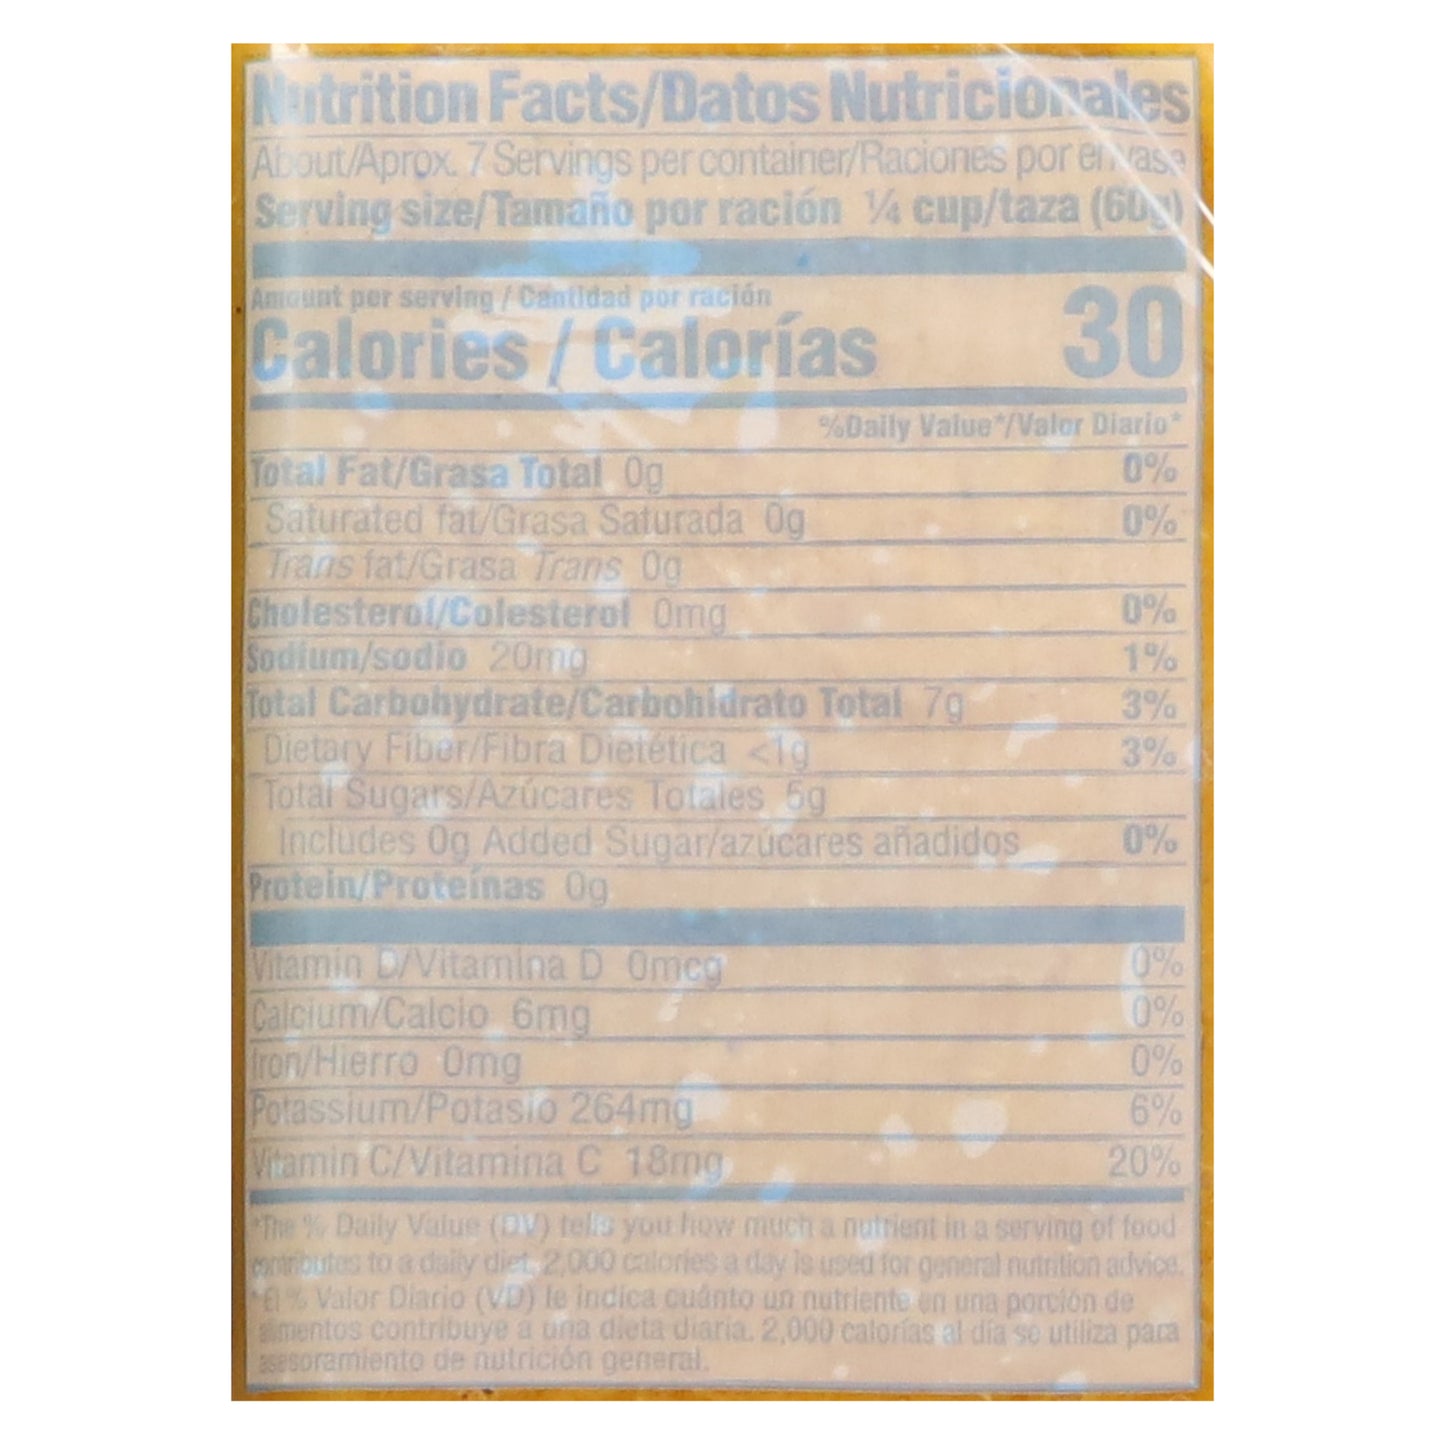 Nutrition Facts/Datos Nutricionales
About/Aprox. 7 Servings per container/Raciones por envase
Serving size/Tamaño por ración ¼ cup/taza (60g)
Amount per serving / Cantidad por ración
Calories / Calorías 30
%Daily Value*/Valor Diario*
Total Fat/Grasa Total 0g 0%
Saturated fat/Grasa Saturada 0g 0%
Trans fat/Grasa Trans 0g
Cholesterol/Colesterol 0mg 0%
Sodium/sodio 20mg 1%
Total Carbohydrate/Carbohidrato Total 7g 3%
Dietary Fiber/Fibra Dietética <1g 3%
Total Sugars/Azúcares Totales 5g
Includes 0g Added Sugar/azúcares añadidos 0%
Protein/Proteínas 0g
Vitamin D/Vitamina D 0mcg 0%
Calcium/Calcio 6mg 0%
Iron/Hierro 0mg 0%
Potassium/Potasio 264mg 6%
Vitamin C/Vitamina C 18mg 20%
*The % Daily Value (DV) tells you how much a nutrient in a serving of food
contributes to a daily diet. 2,000 calories a day is used for general nutrition advice.
*El % Valor Diario (VD) le indica cuánto un nutriente en una porción de
alimentos contribuye a una dieta diaria. 2,000 calorías al día se utiliza para
asesoramiento de nutrición general.